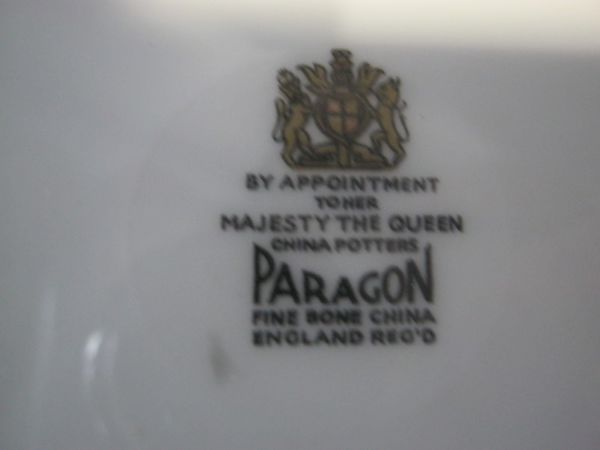 BY APPOINTMENT
TO HER
MAJESTY THE QUEEN
CHINA POTTERS
PARAGON
FINE BONE CHINA
ENGLAND REG'D